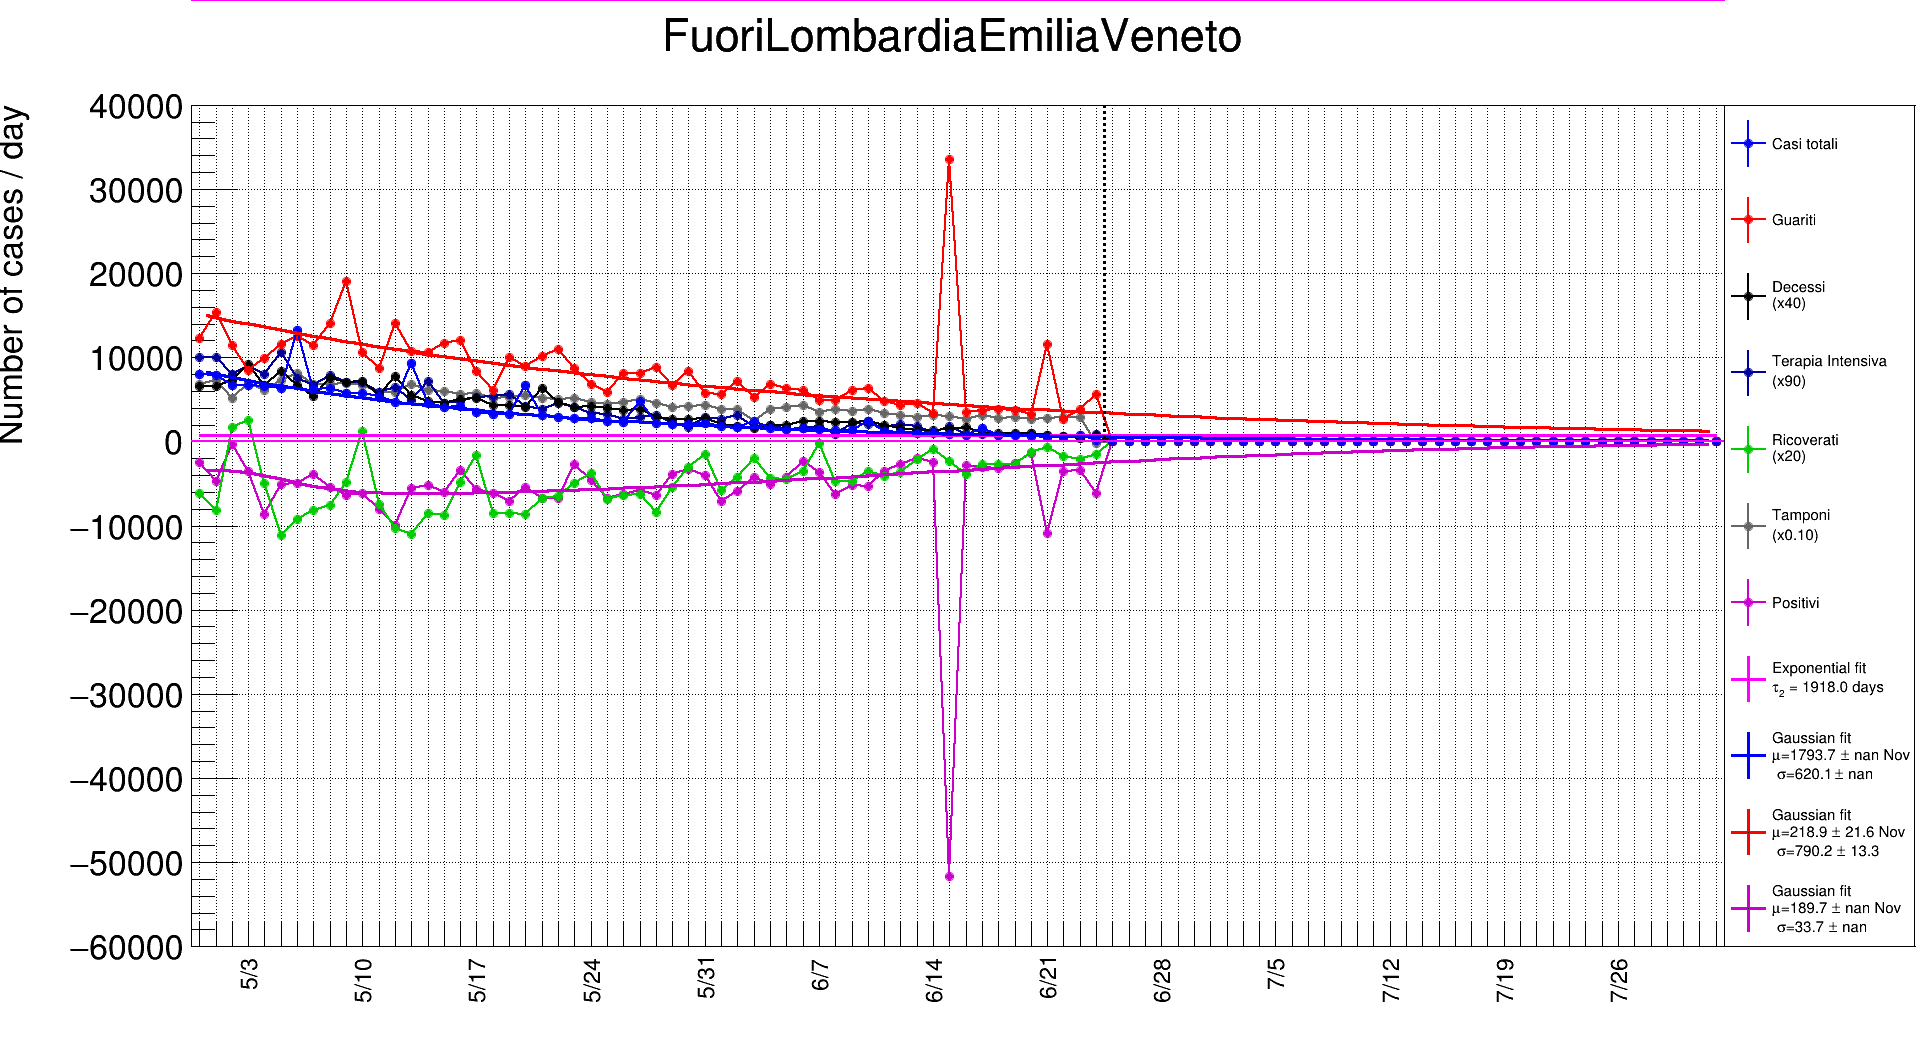 FuoriLombardiaEmiliaVeneto
Number of cases / day
40000
30000
20000
10000
0
−10000
−20000
−30000
−40000
−50000
−60000
5/3
5/10
5/17
5/24
5/31
6/7
6/14
6/21
6/28
7/5
7/12
7/19
7/26
Casi totali
Guariti
Decessi
(x40)
Terapia Intensiva
(x90)
Ricoverati
(x20)
Tamponi
(x0.10)
Positivi
Exponential fit
τ₂ = 1918.0 days
Gaussian fit
μ=1793.7 ± nan Nov
σ=620.1 ± nan
Gaussian fit
μ=218.9 ± 21.6 Nov
σ=790.2 ± 13.3
Gaussian fit
μ=189.7 ± nan Nov
σ=33.7 ± nan